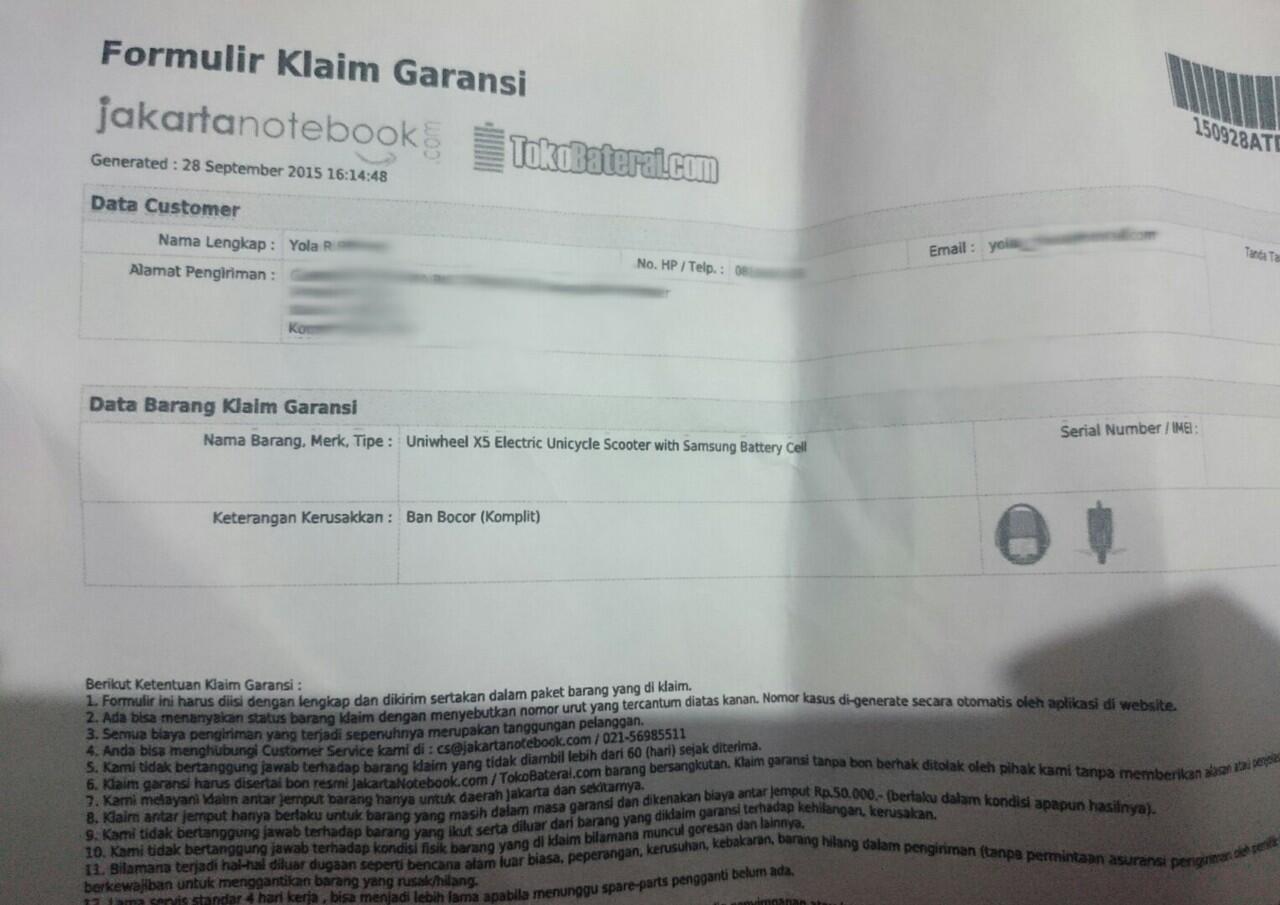 Formulir Klaim Garansi
jakartanotebook.com
TokoBaterai.com
150928AT
Generated : 28 September 2015 16:14:48
Data Customer
Nama Lengkap : Yola R
No. HP / Telp. : 08
Email :
Tanda Ta
Alamat Pengiriman :
Data Barang Klaim Garansi
Nama Barang, Merk, Tipe : Uniwheel X5 Electric Unicycle Scooter with Samsung Battery Cell
Serial Number / IMEI :
Keterangan Kerusakkan : Ban Bocor (Komplit)
Berikut Ketentuan Klaim Garansi :
1. Formulir ini harus diisi dengan lengkap dan dikirim sertakan dalam paket barang yang di klaim.
2. Ada bisa menanyakan status barang klaim dengan menyebutkan nomor urut yang tercantum diatas kanan. Nomor kasus di-generate secara otomatis oleh aplikasi di website.
3. Semua biaya pengiriman yang terjadi sepenuhnya merupakan tanggungan pelanggan.
4. Anda bisa menghubungi Customer Service kami di : cs@jakartanotebook.com / 021-56985511
5. Kami tidak bertanggung jawab terhadap barang klaim yang tidak diambil lebih dari 60 (hari) sejak diterima.
6. Klaim garansi harus disertai bon resmi JakartaNotebook.com / TokoBaterai.com barang bersangkutan. Klaim garansi tanpa bon berhak ditolak oleh pihak kami tanpa memberikan alasan atau
7. Kami melayani klaim antar jemput barang hanya untuk daerah Jakarta dan sekitarnya.
8. Klaim antar jemput hanya berlaku untuk barang yang masih dalam masa garansi dan dikenakan biaya antar jemput Rp.50.000,- (berlaku dalam kondisi apapun hasilnya).
9. Kami tidak bertanggung jawab terhadap barang yang ikut serta diluar dari barang yang diklaim garansi terhadap kehilangan, kerusakan.
10. Kami tidak bertanggung jawab terhadap kondisi fisik barang yang di klaim bilamana muncul goresan dan lainnya.
11. Bilamana terjadi hal-hal diluar dugaan seperti bencana alam luar biasa, peperangan, kerusuhan, kebakaran, barang hilang dalam pengiriman (tanpa permintaan asuransi pengiriman oleh
berkewajiban untuk menggantikan barang yang rusak/hilang.
12. Lama servis standar 4 hari kerja , bisa menjadi lebih lama apabila menunggu spare-parts pengganti belum ada.